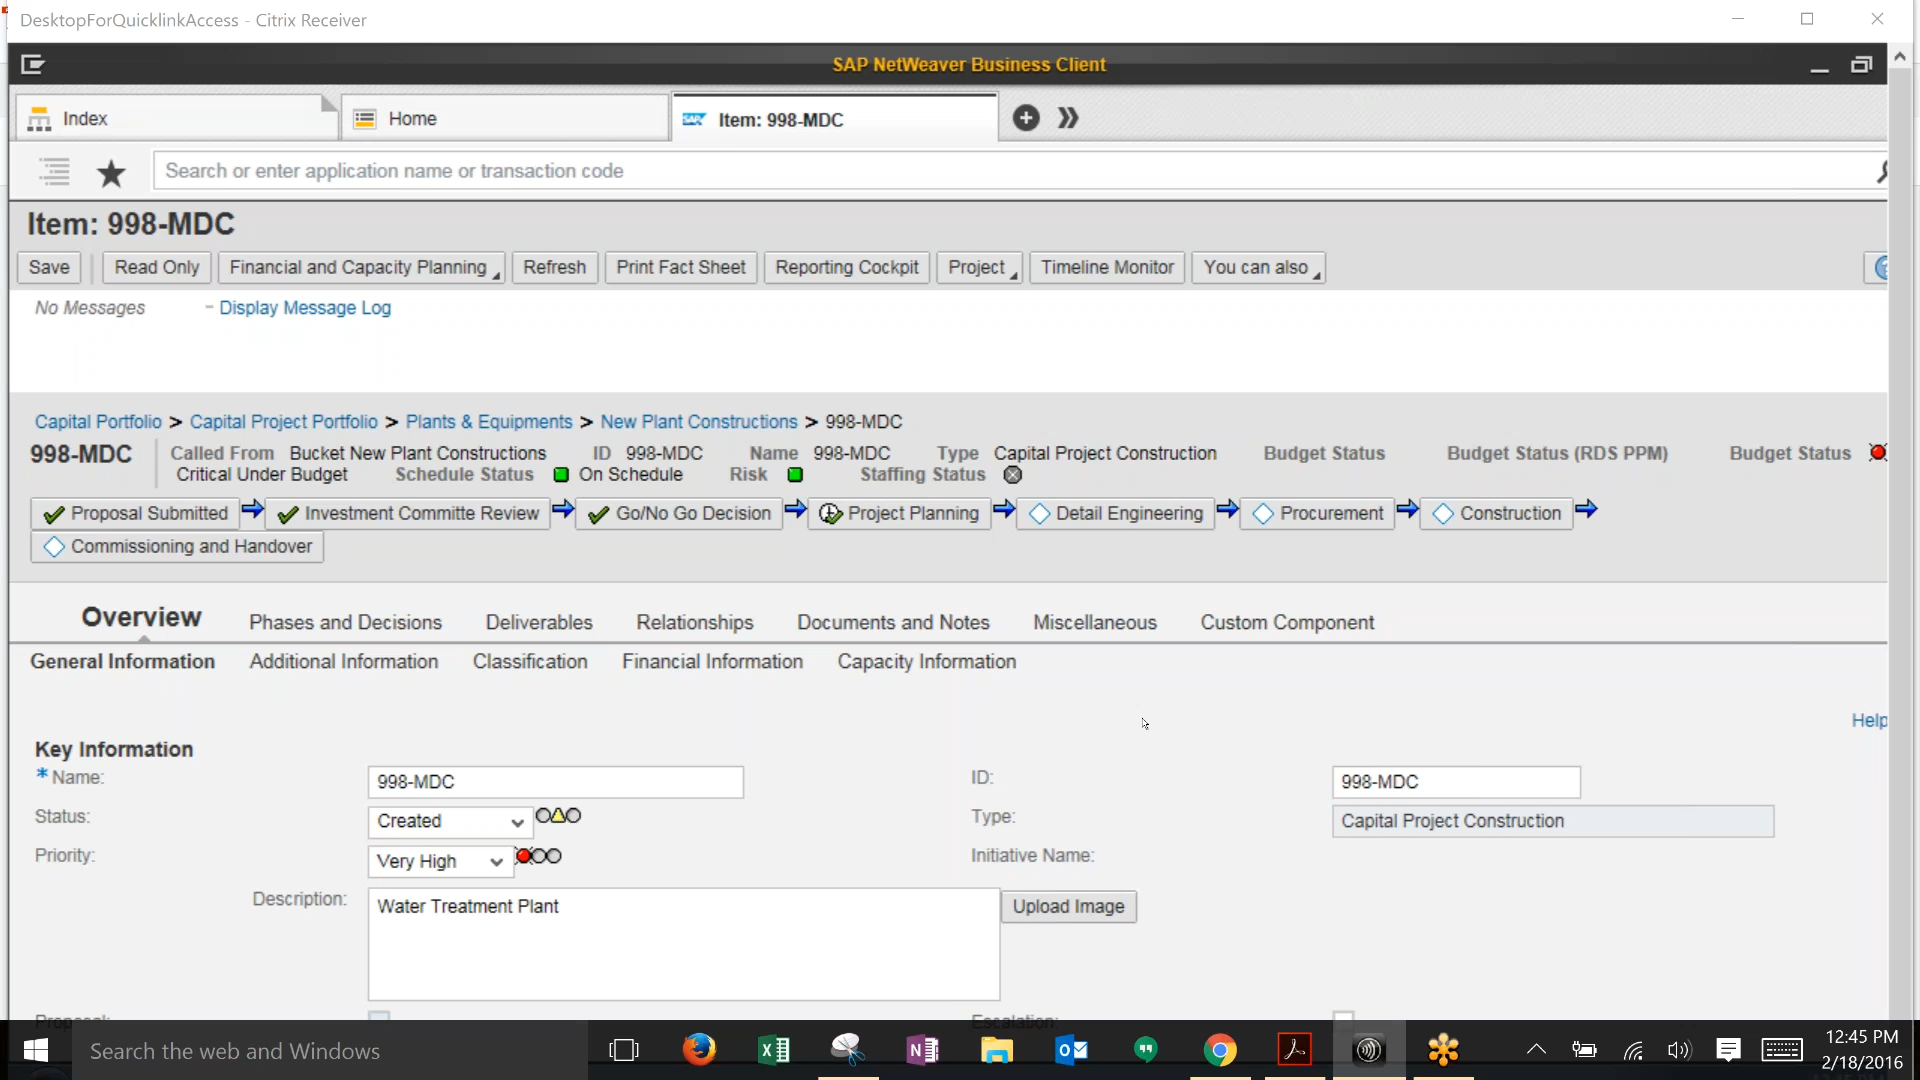 DesktopForQuicklinkAccess - Citrix Receiver
SAP NetWeaver Business Client
Index
Home
SAP Item: 998-MDC
Search or enter application name or transaction code
Item: 998-MDC
Save Read Only Financial and Capacity Planning Refresh Print Fact Sheet Reporting Cockpit Project Timeline Monitor You can also
No Messages - Display Message Log
Capital Portfolio > Capital Project Portfolio > Plants & Equipments > New Plant Constructions > 998-MDC
998-MDC Called From Bucket New Plant Constructions ID 998-MDC Name 998-MDC Type Capital Project Construction Budget Status Budget Status (RDS PPM) Budget Status
Critical Under Budget Schedule Status On Schedule Risk Staffing Status
Proposal Submitted Investment Committe Review Go/No Go Decision Project Planning Detail Engineering Procurement Construction
Commissioning and Handover
Overview Phases and Decisions Deliverables Relationships Documents and Notes Miscellaneous Custom Component
General Information Additional Information Classification Financial Information Capacity Information
Help
Key Information
* Name: 998-MDC ID: 998-MDC
Status: Created Type: Capital Project Construction
Priority: Very High Initiative Name:
Description: Water Treatment Plant Upload Image
Proposal: Escalation:
Search the web and Windows
12:45 PM
2/18/2016